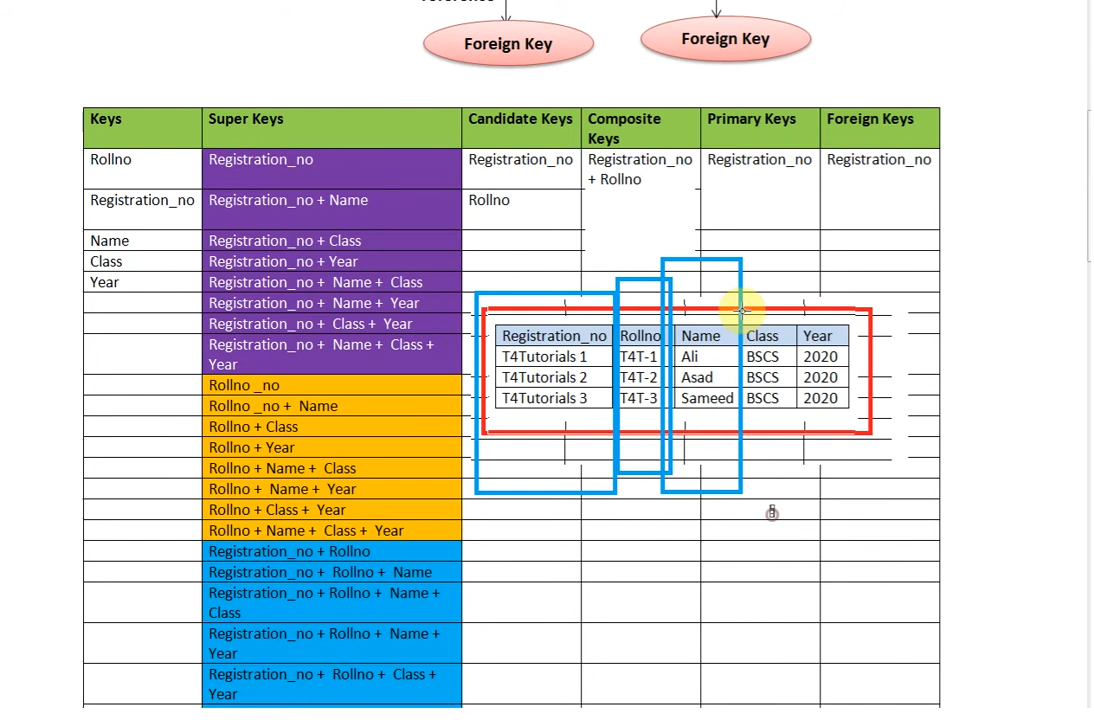 Foreign Key
Foreign Key
Keys Super Keys Candidate Keys Composite Keys Primary Keys Foreign Keys
Rollno Registration_no Registration_no Registration_no + Rollno Registration_no Registration_no
Registration_no Registration_no + Name Rollno
Name Registration_no + Class
Class Registration_no + Year
Year Registration_no + Name + Class
Registration_no + Name + Year
Registration_no + Class + Year
Registration_no + Name + Class +
Year
Registration_no Rollno Name Class Year
T4Tutorials 1 T4T-1 Ali BSCS 2020
T4Tutorials 2 T4T-2 Asad BSCS 2020
T4Tutorials 3 T4T-3 Sameed BSCS 2020
Rollno _no
Rollno _no + Name
Rollno + Class
Rollno + Year
Rollno + Name + Class
Rollno + Name + Year
Rollno + Class + Year
Rollno + Name + Class + Year
Registration_no + Rollno
Registration_no + Rollno + Name
Registration_no + Rollno + Name +
Class
Registration_no + Rollno + Name +
Year
Registration_no + Rollno + Class +
Year